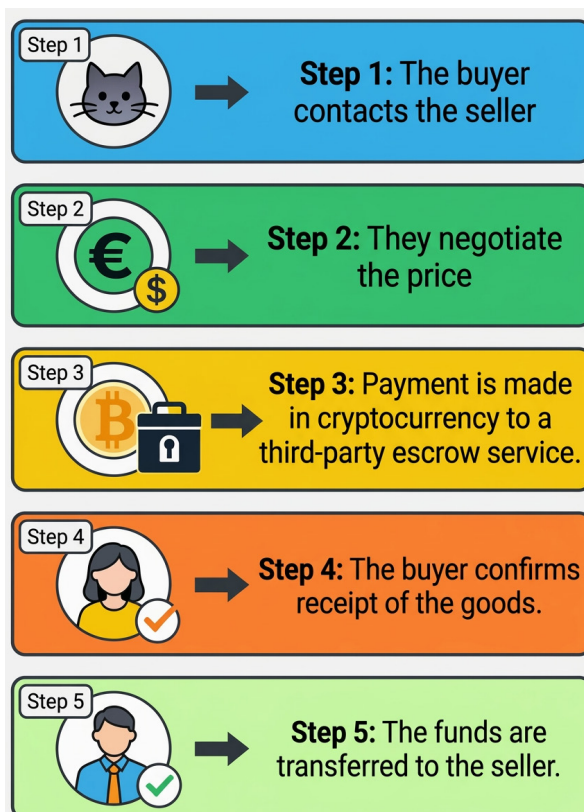 Step 1
Step 1: The buyer
contacts the seller
Step 2
€
$
Step 2: They negotiate
the price
Step 3
₿
Step 3: Payment is made
in cryptocurrency to a
third-party escrow service.
Step 4
Step 4: The buyer confirms
receipt of the goods.
Step 5
Step 5: The funds are
transferred to the seller.